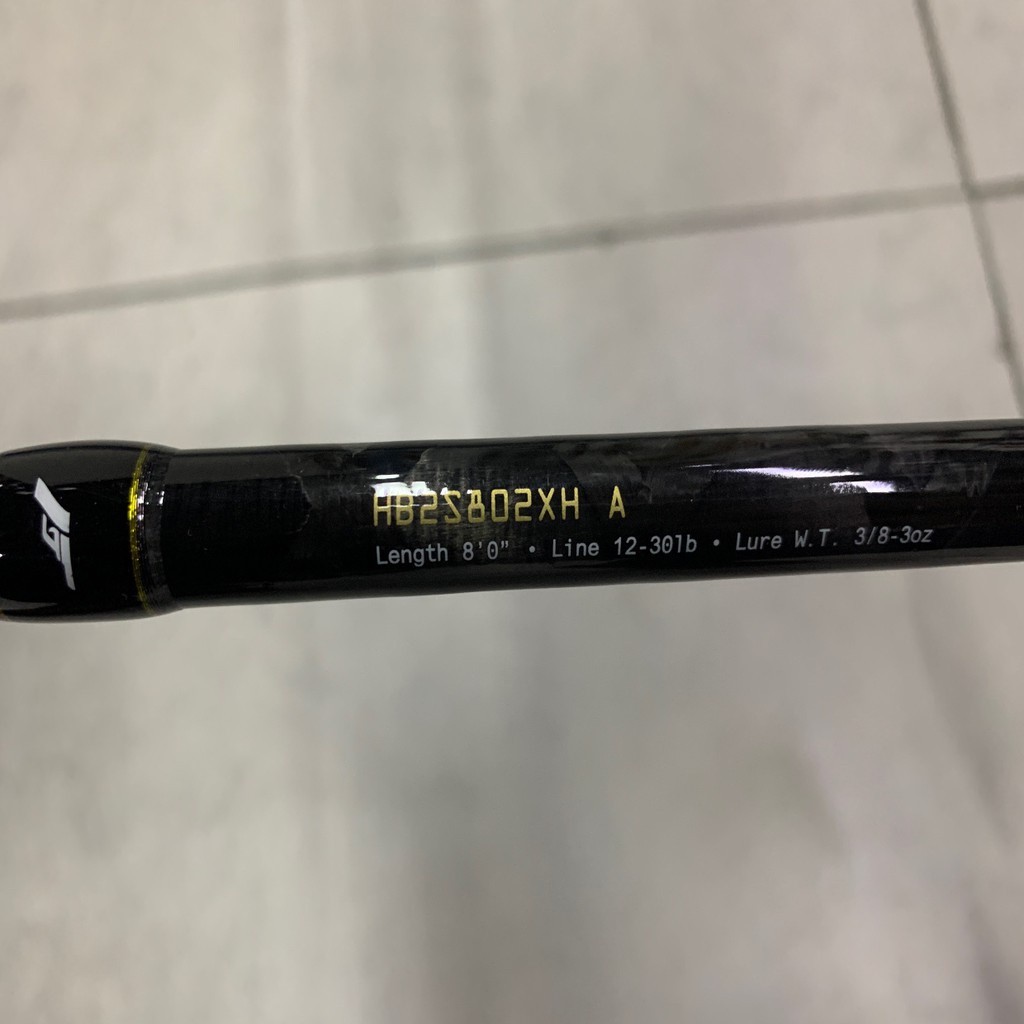 HB2S802XH A
Length 8'0" • Line 12-30lb • Lure W.T. 3/8-3oz